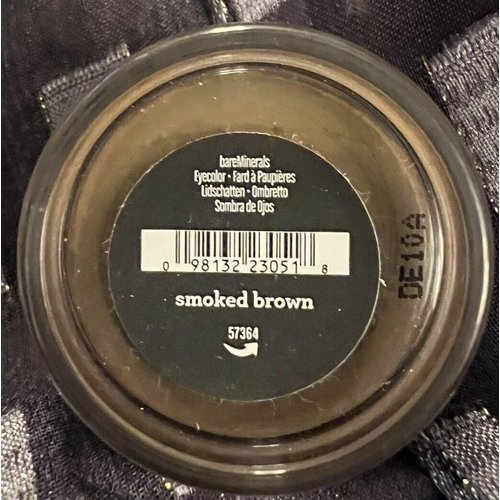 bareMinerals
Eyecolor • Fard à Paupières
Lidschatten • Ombretto
Sombra de Ojos
0 98132 23051 8
smoked brown
57364
DE10A